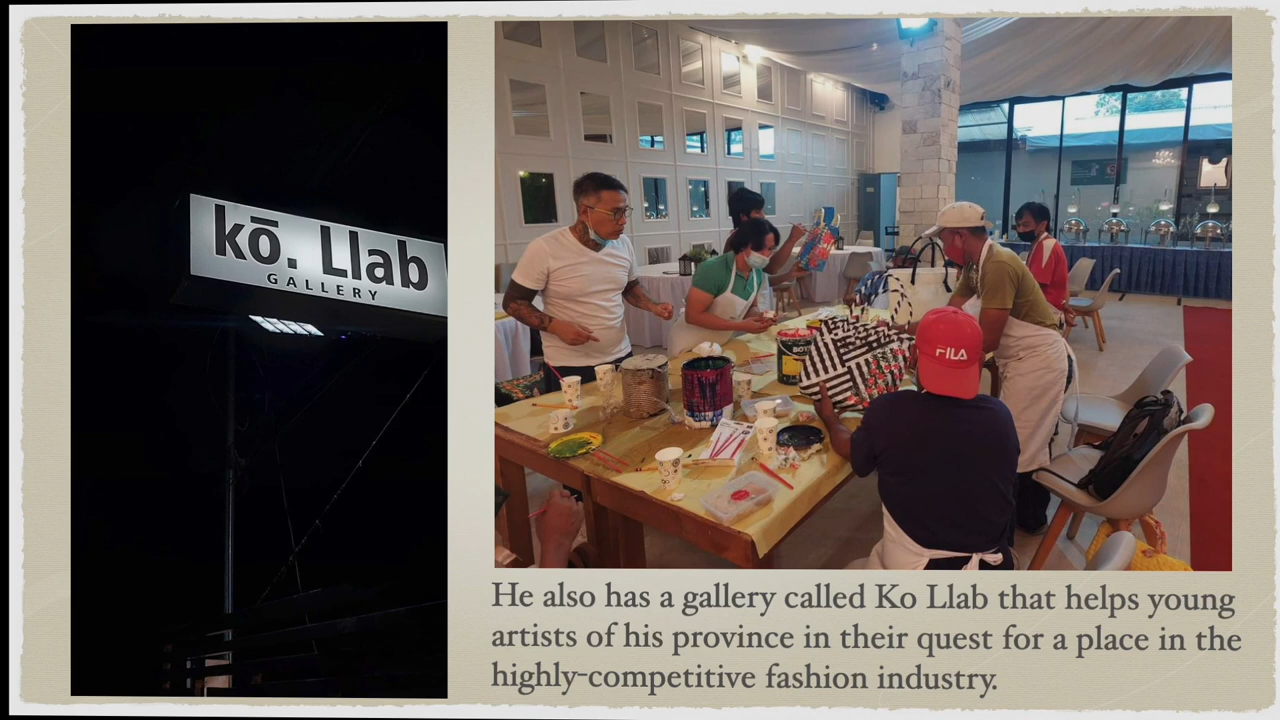 kō. Llab
GALLERY
BOY
FILA
He also has a gallery called Ko Llab that helps young
artists of his province in their quest for a place in the
highly-competitive fashion industry.